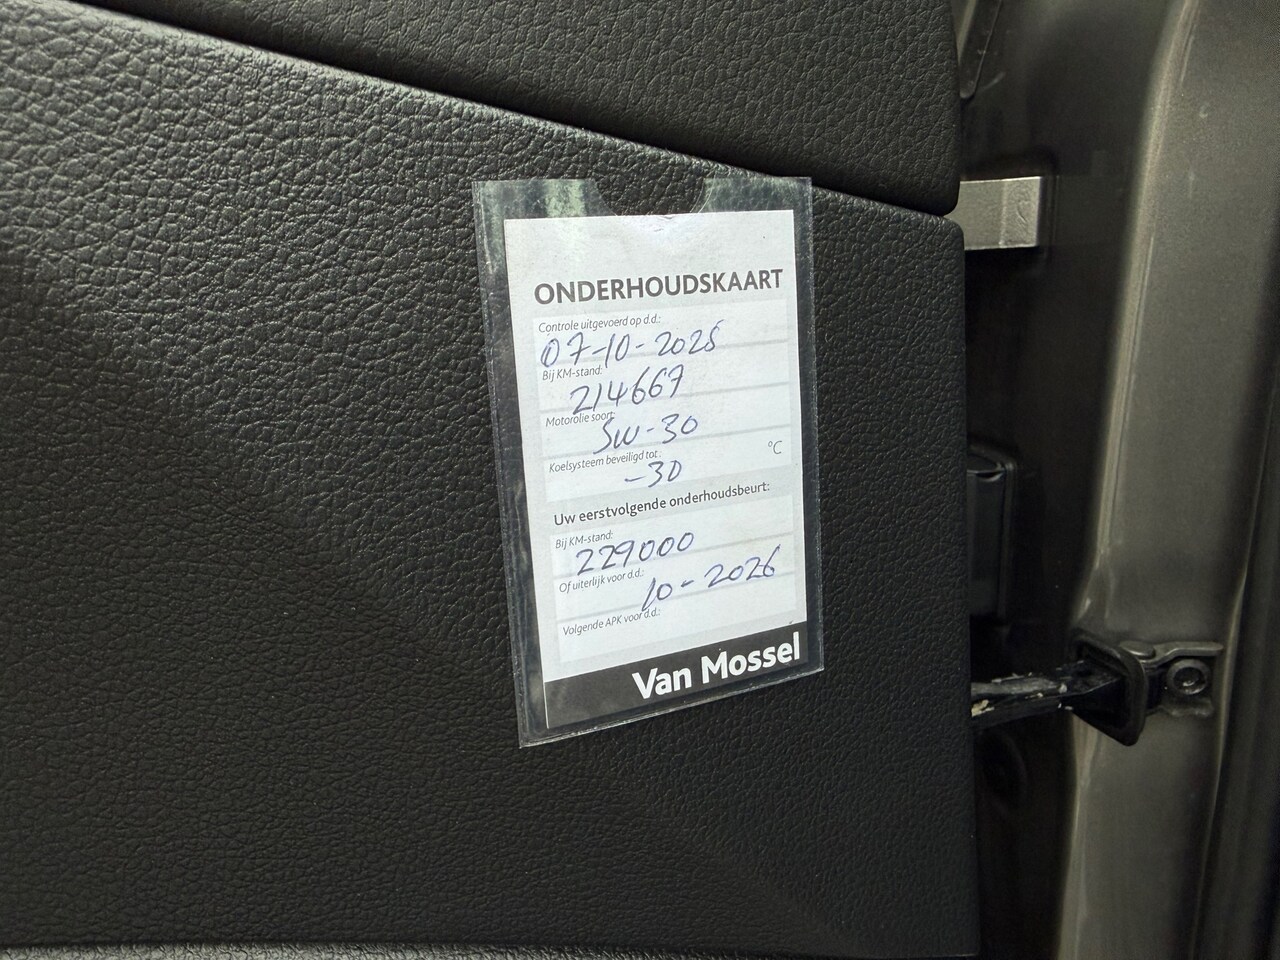 ONDERHOUDSKAART
Controle uitgevoerd op d.d.:
07-10-2025
Bij KM-stand:
214667
Motorolie soort:
5W-30
Koelsysteem beveiligd tot: °C
-30
Uw eerstvolgende onderhoudsbeurt:
Bij KM-stand:
229000
Of uiterlijk voor d.d.:
10-2026
Volgende APK voor d.d.:
Van Mossel